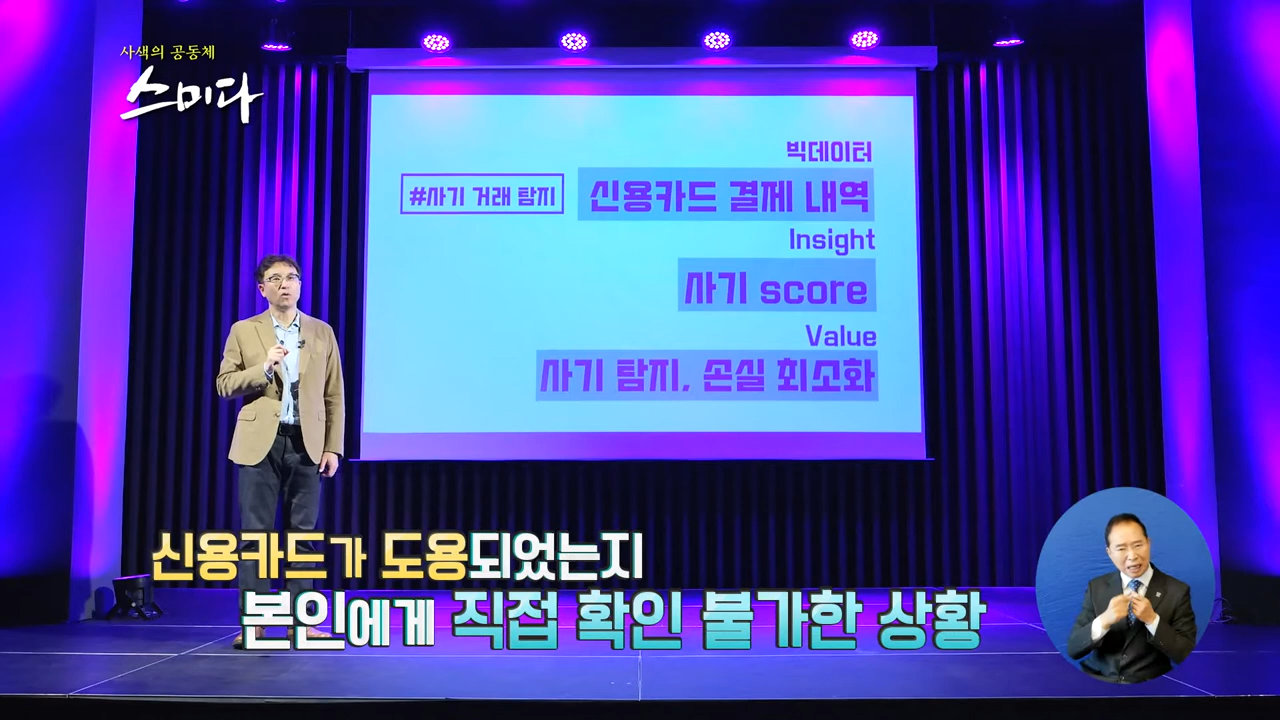 사색의 공동체
스미다
빅데이터
#사기 거래 탐지
신용카드 결제 내역
Insight
사기 score
Value
사기 탐지, 손실 최소화
신용카드가 도용되었는지
본인에게 직접 확인 불가한 상황